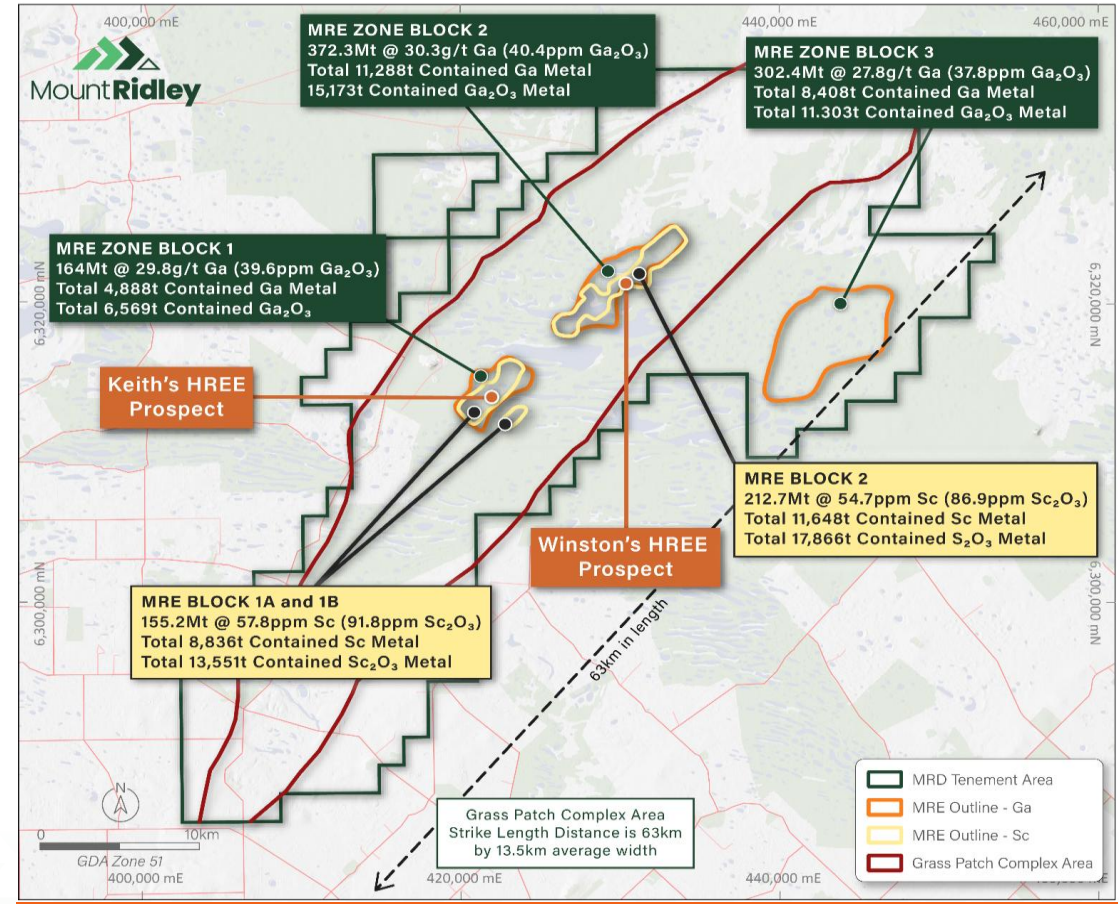 400,000 mE
440,000 mE
460,000 mE
MountRidley
MRE ZONE BLOCK 2
372.3Mt @ 30.3g/t Ga (40.4ppm Ga₂O₃)
Total 11,288t Contained Ga Metal
15,173t Contained Ga₂O₃ Metal
MRE ZONE BLOCK 3
302.4Mt @ 27.8g/t Ga (37.8ppm Ga₂O₃)
Total 8,408t Contained Ga Metal
Total 11.303t Contained Ga₂O₃ Metal
MRE ZONE BLOCK 1
164Mt @ 29.8g/t Ga (39.6ppm Ga₂O₃)
Total 4,888t Contained Ga Metal
Total 6,569t Contained Ga₂O₃
6,320,000 mN
6,320,000 mN
Keith's HREE
Prospect
MRE BLOCK 2
212.7Mt @ 54.7ppm Sc (86.9ppm Sc₂O₃)
Total 11,648t Contained Sc Metal
Total 17,866t Contained S₂O₃ Metal
Winston's HREE
Prospect
6,300,000 mN
6,300,000 mN
MRE BLOCK 1A and 1B
155.2Mt @ 57.8ppm Sc (91.8ppm Sc₂O₃)
Total 8,836t Contained Sc Metal
Total 13,551t Contained Sc₂O₃ Metal
63km in length
N
0
10km
GDA Zone 51
Grass Patch Complex Area
Strike Length Distance is 63km
by 13.5km average width
MRD Tenement Area
MRE Outline - Ga
MRE Outline - Sc
Grass Patch Complex Area
400,000 mE
420,000 mE
440,000 mE